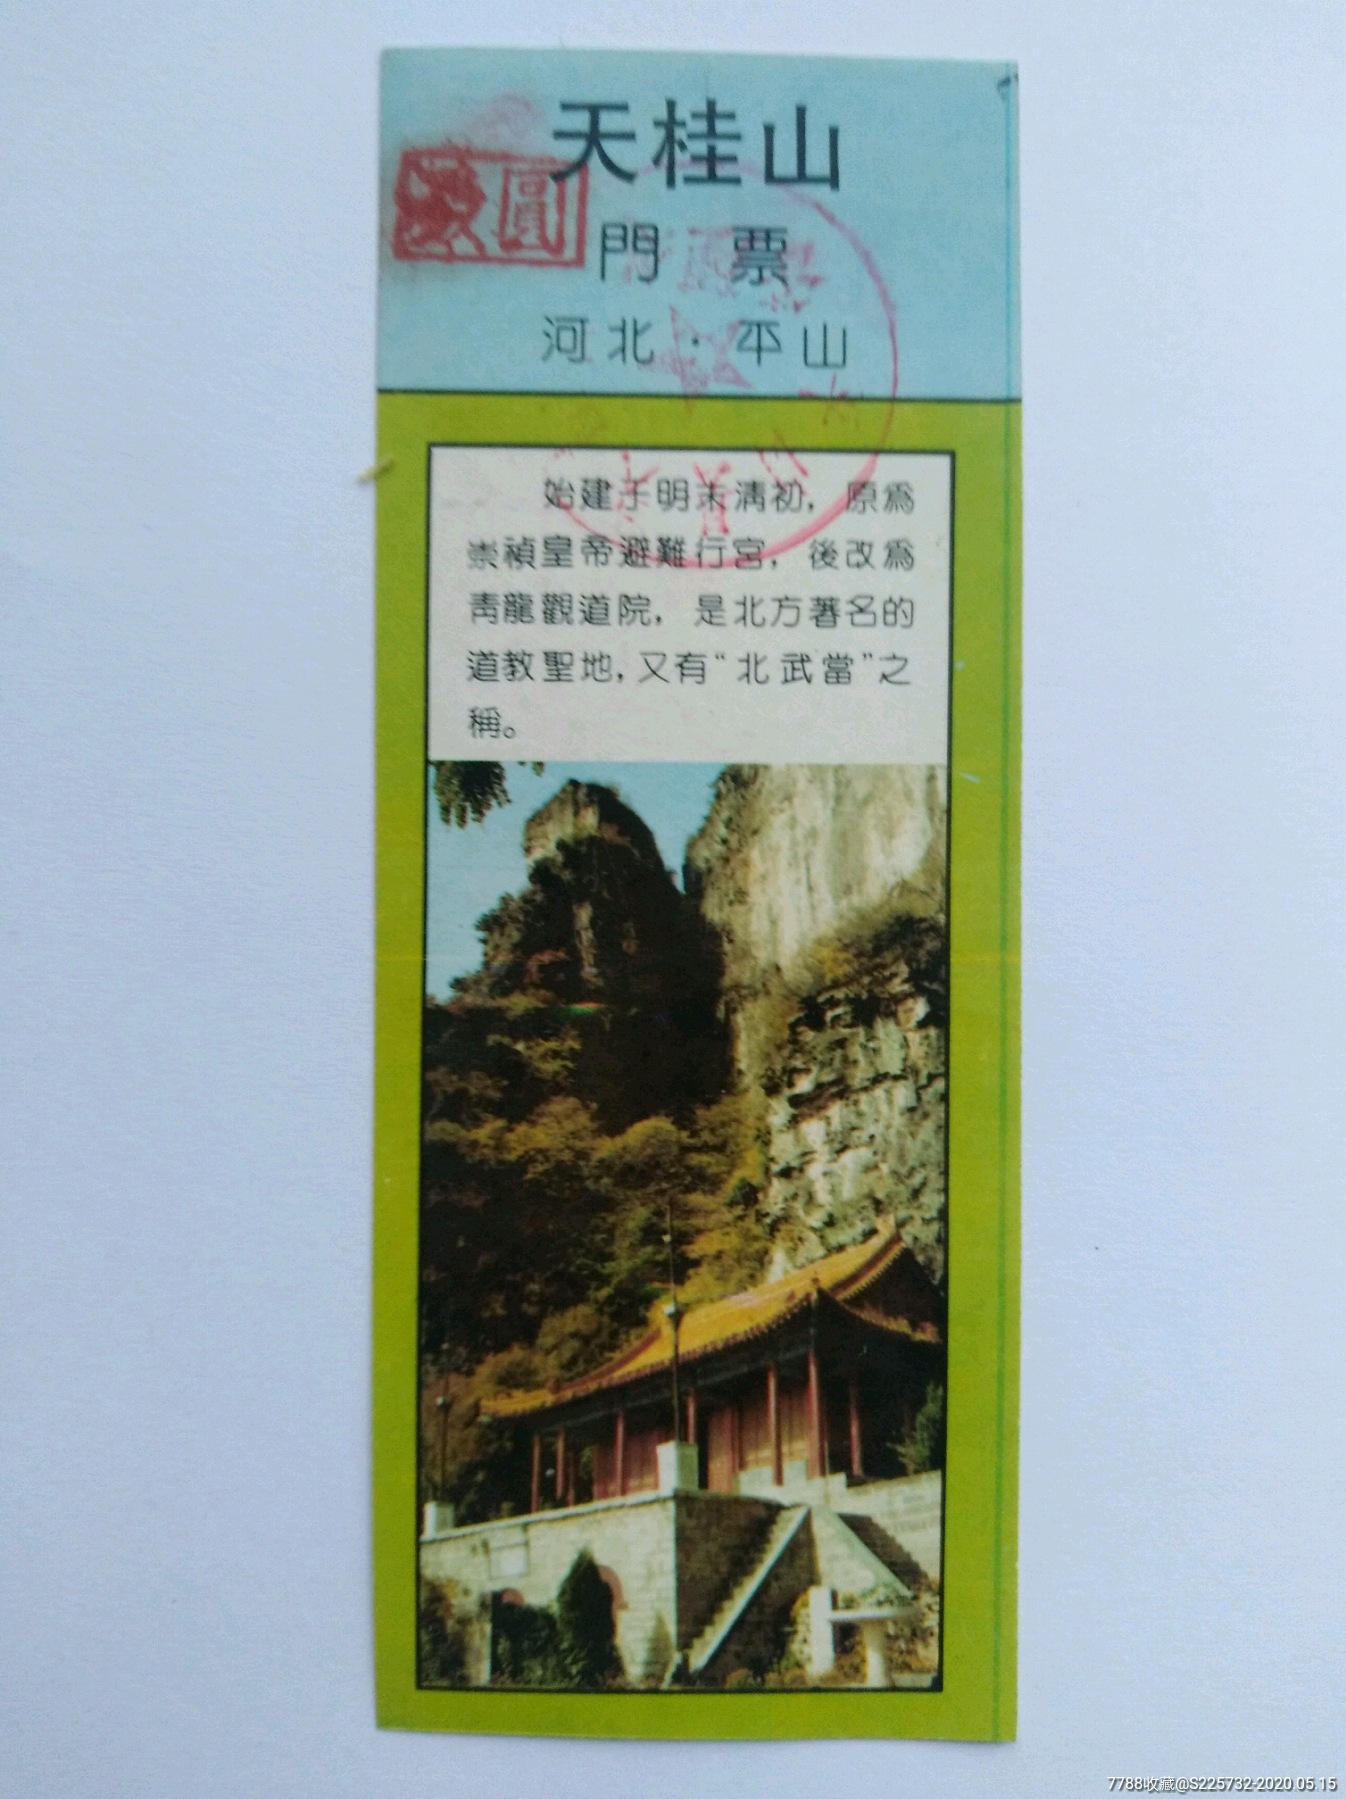 天桂山
門 票
河北·平山
圓
始建于明末清初，原爲
崇禎皇帝避難行宮，後改爲
青龍觀道院，是北方著名的
道教聖地，又有“北武當”之
稱。
7788收藏@S225732-2020.05.15